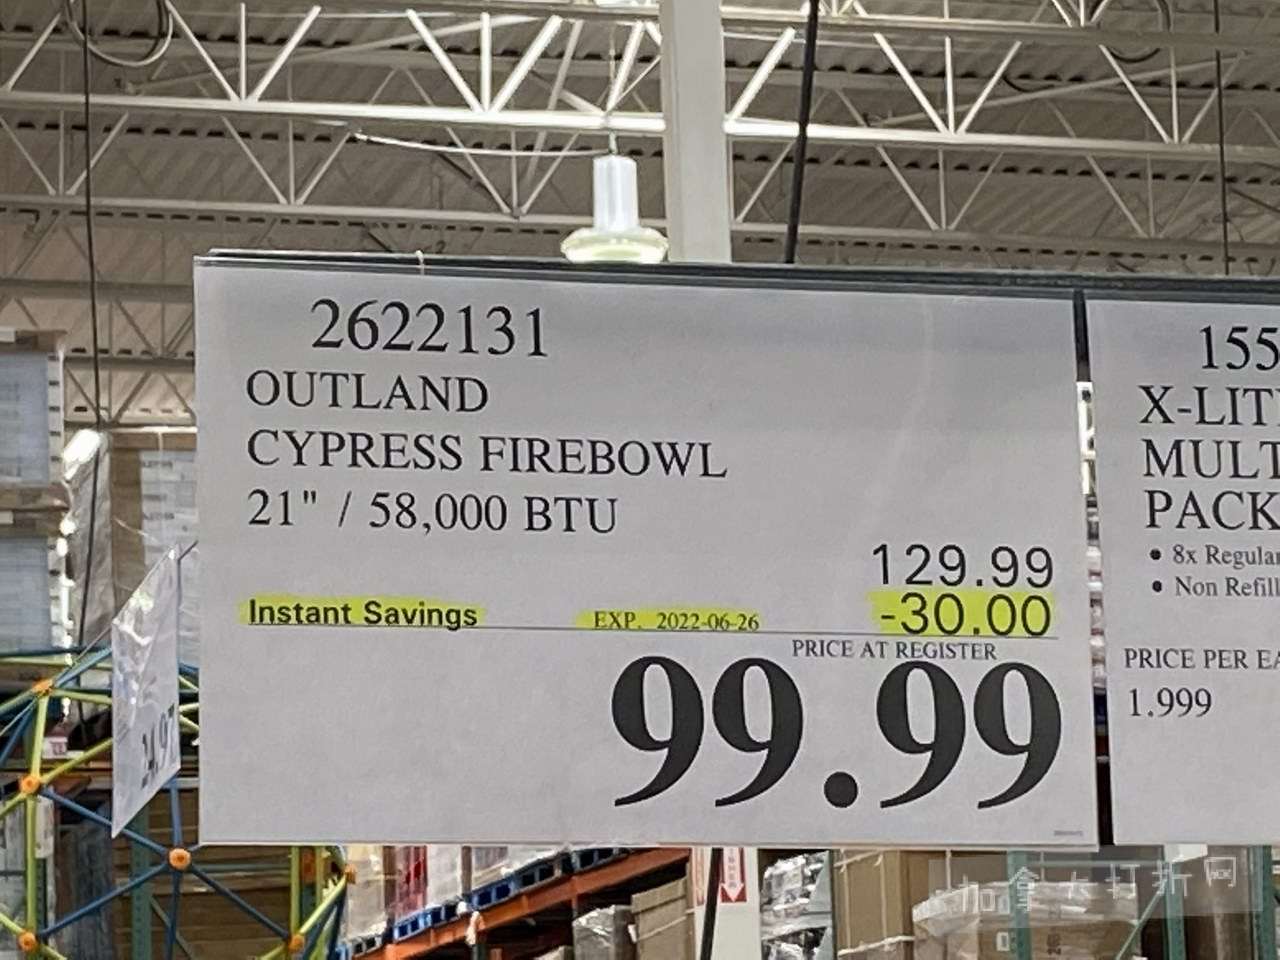 2622131
OUTLAND
CYPRESS FIREBOWL
21" / 58,000 BTU
129.99
Instant Savings EXP. 2022-06-26 -30.00
PRICE AT REGISTER
99.99
155
X-LIT
MULT
PACK
• 8x Regular
• Non Refill
PRICE PER EA
1.999
24.9
加拿大打折网